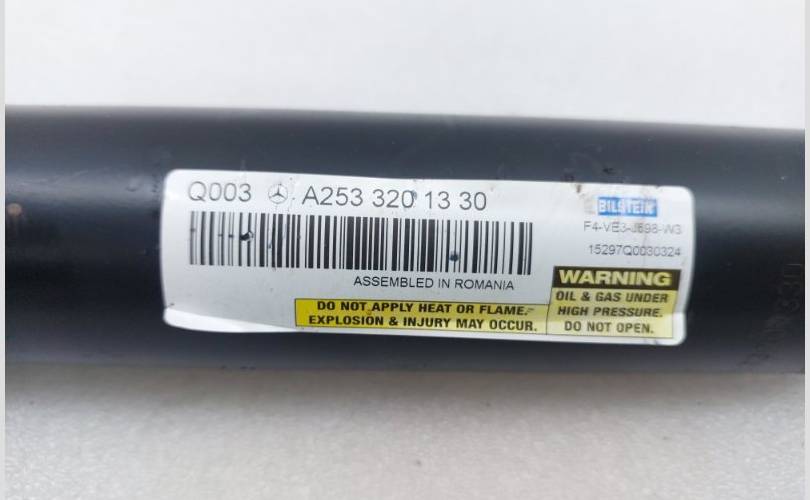 Q003 A253 320 13 30
BILSTEIN
F4-VE3-J698-W3
15297Q0030324
ASSEMBLED IN ROMANIA
WARNING
OIL & GAS UNDER
HIGH PRESSURE.
DO NOT OPEN.
DO NOT APPLY HEAT OR FLAME.
EXPLOSION & INJURY MAY OCCUR.